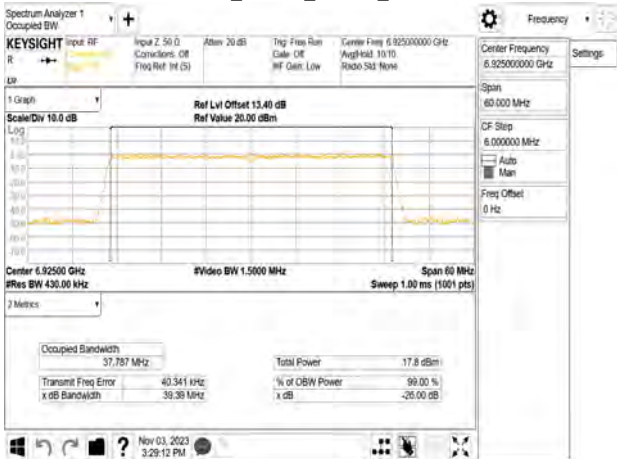 Spectrum Analyzer 1
Occupied BW
+
Frequency
KEYSIGHT
Input: RF
Input Z: 50 Ω
Corrections: Off
Freq Ref: Int (S)
Atten: 20 dB
Trig: Free Run
Gate: Off
#IF Gain: Low
Center Freq: 6.925000000 GHz
Avg|Hold: 10/10
Radio Std: None
R
Center Frequency
6.925000000 GHz
Settings
Span
60.000 MHz
CF Step
6.000000 MHz
Auto
Man
Freq Offset
0 Hz
1 Graph
Scale/Div 10.0 dB
Ref Lvl Offset 13.40 dB
Ref Value 20.00 dBm
Log
Center 6.92500 GHz
#Res BW 430.00 kHz
#Video BW 1.5000 MHz
Span 60 MHz
Sweep 1.00 ms (1001 pts)
2 Metrics
Occupied Bandwidth
37.787 MHz
Total Power 17.8 dBm
Transmit Freq Error 40.341 kHz
% of OBW Power 99.00 %
x dB Bandwidth 39.39 MHz
x dB -26.00 dB
?
Nov 03, 2023
3:29:12 PM